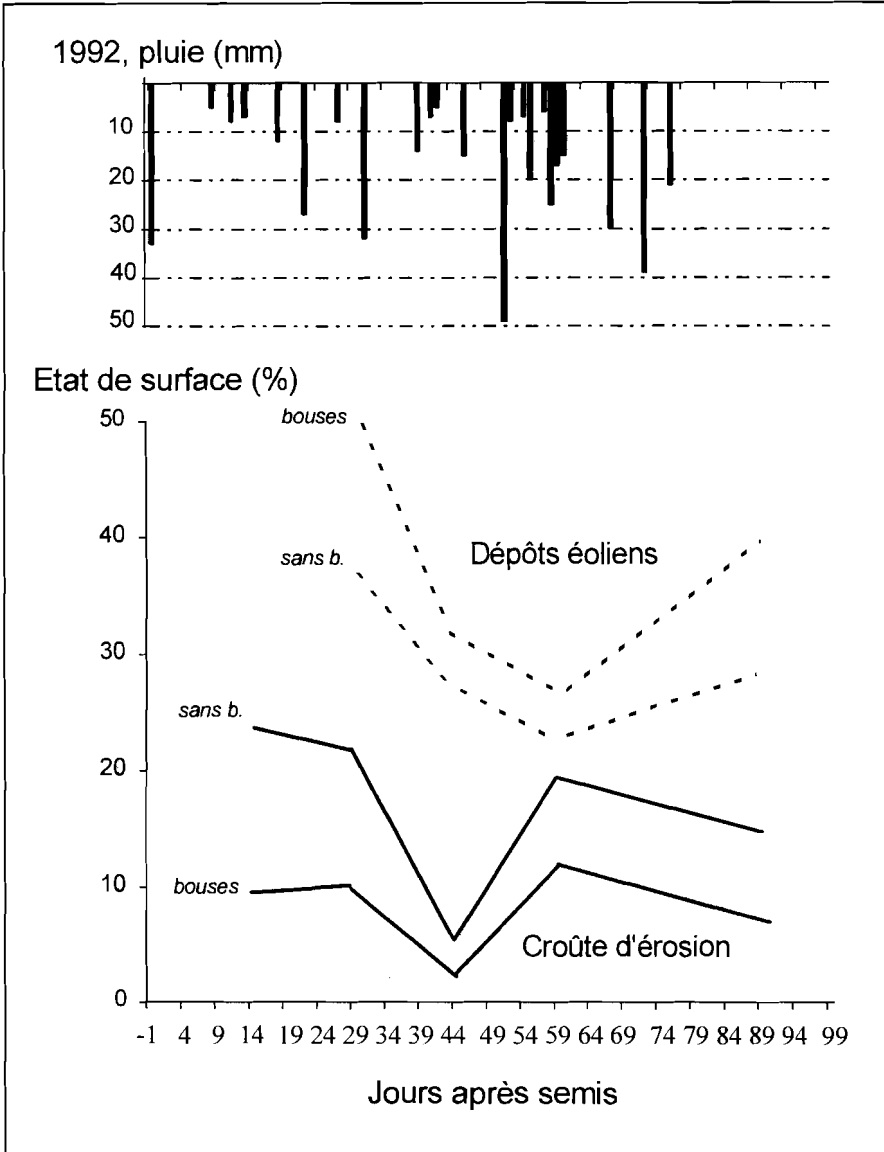 1992, pluie (mm)
10
20
30
40
50
Etat de surface (%)
50
bouses
40
sans b.
Dépôts éoliens
30
sans b.
20
bouses
10
Croûte d'érosion
0
-1 4 9 14 19 24 29 34 39 44 49 54 59 64 69 74 79 84 89 94 99
Jours après semis